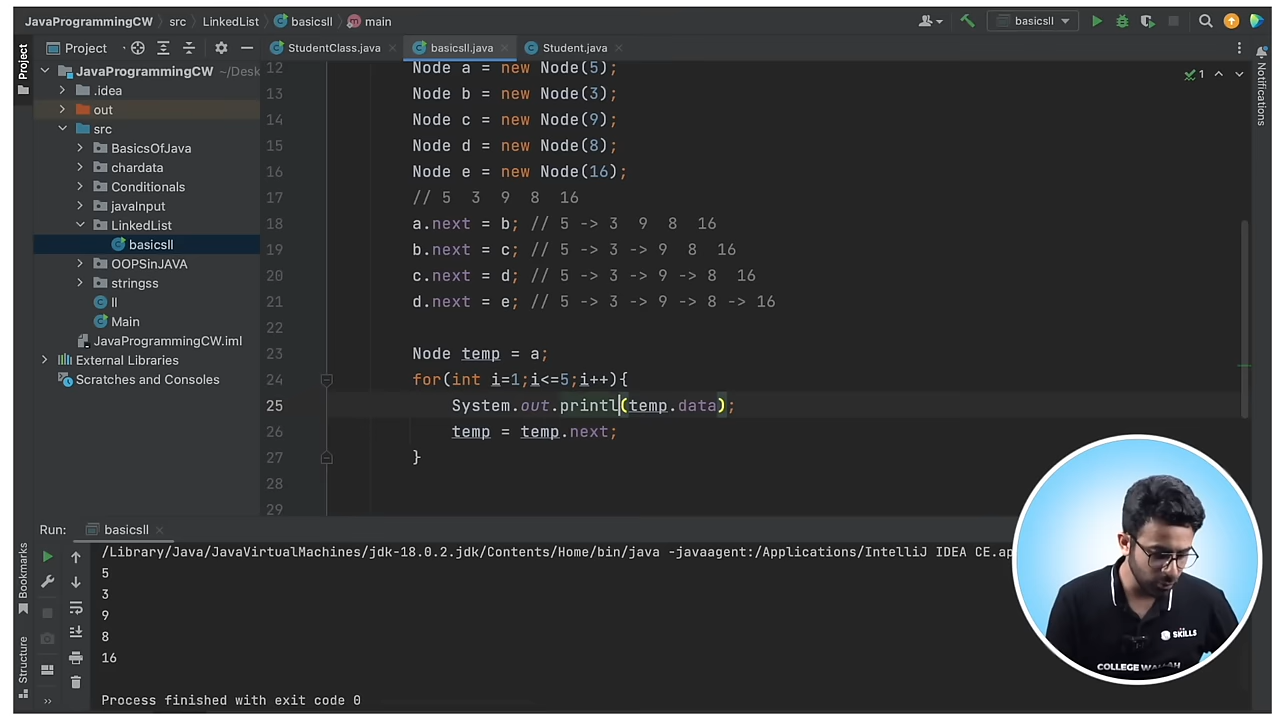 JavaProgrammingCW src LinkedList basicsll main
basicsll
Project StudentClass.java basicsll.java Student.java
Project
Notifications
JavaProgrammingCW ~/Desk
.idea
out
src
BasicsOfJava
chardata
Conditionals
javaInput
LinkedList
basicsll
OOPSinJAVA
stringss
ll
Main
JavaProgrammingCW.iml
External Libraries
Scratches and Consoles
1
12 Node a = new Node(5);
13 Node b = new Node(3);
14 Node c = new Node(9);
15 Node d = new Node(8);
16 Node e = new Node(16);
17 // 5 3 9 8 16
18 a.next = b; // 5 -> 3 9 8 16
19 b.next = c; // 5 -> 3 -> 9 8 16
20 c.next = d; // 5 -> 3 -> 9 -> 8 16
21 d.next = e; // 5 -> 3 -> 9 -> 8 -> 16
22
23 Node temp = a;
24 for(int i=1;i<=5;i++){
25 System.out.printl(temp.data);
26 temp = temp.next;
27 }
28
29
Run: basicsll
/Library/Java/JavaVirtualMachines/jdk-18.0.2.jdk/Contents/Home/bin/java -javaagent:/Applications/IntelliJ IDEA CE.ap
5
3
9
8
16
Process finished with exit code 0
Bookmarks
Structure
SKILLS
COLLEGE WALLAH